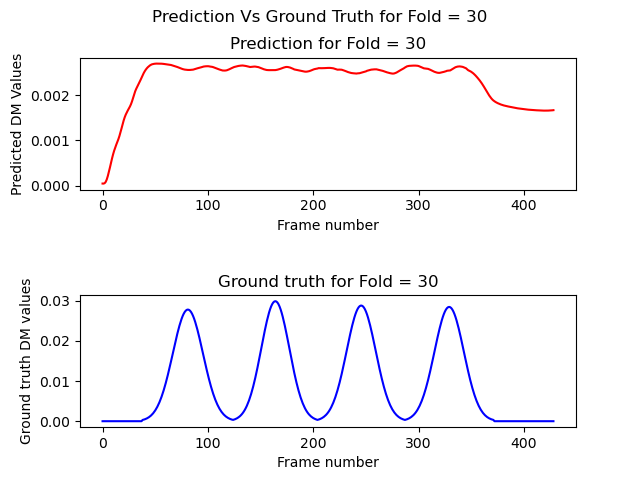 Prediction Vs Ground Truth for Fold = 30
Prediction for Fold = 30
Predicted DM Values
0.002
0.001
0.000
0 100 200 300 400
Frame number
Ground truth for Fold = 30
Ground truth DM values
0.03
0.02
0.01
0.00
0 100 200 300 400
Frame number